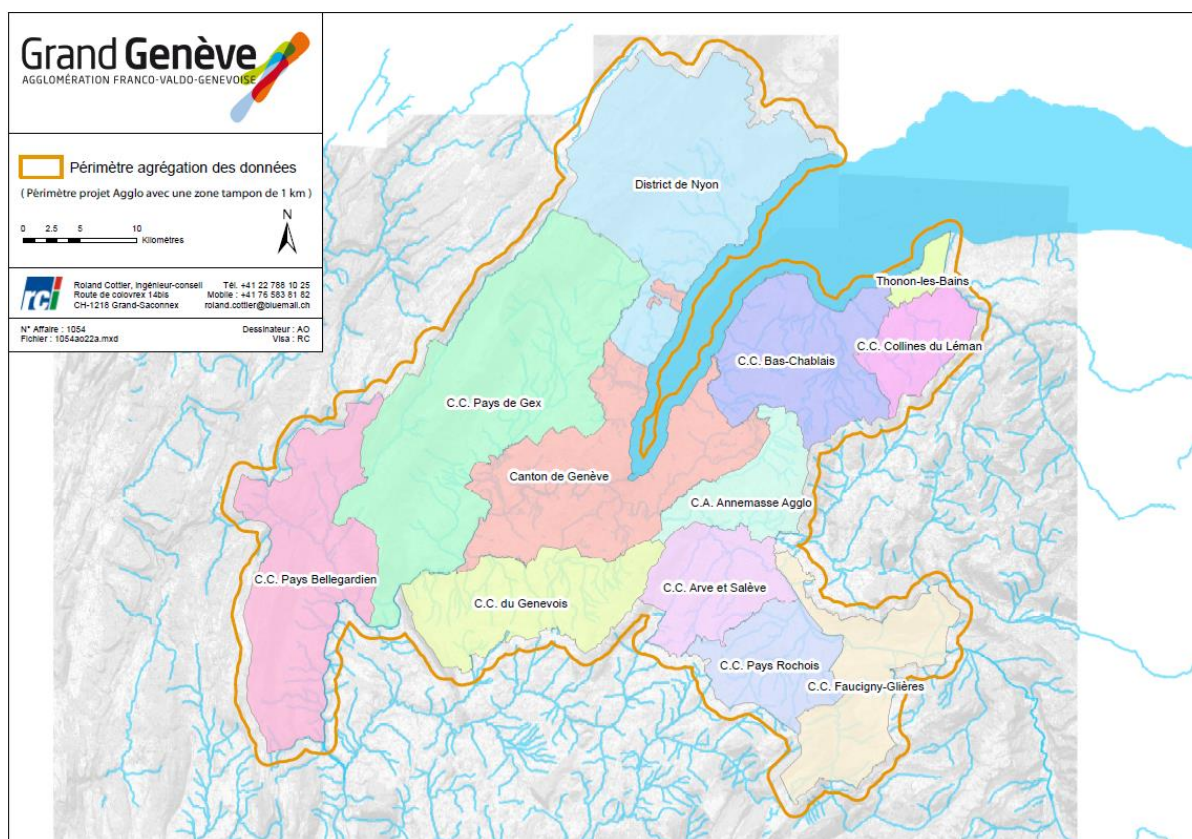 Grand Genève
AGGLOMÉRATION FRANCO-VALDO-GENEVOISE
Périmètre agrégation des données
( Périmètre projet Agglo avec une zone tampon de 1 km )
N
0 2.5 5 10
Kilomètres
rci
Roland Cottier, Ingénieur-conseil Tél. +41 22 788 10 25
Route de colovrex 14bis Mobile : +41 76 583 81 82
CH-1218 Grand-Saconnex roland.cottier@bluemail.ch
N° Affaire : 1054 Dessinateur : AO
Fichier : 1054ao22a.mxd Visa : RC
District de Nyon
Thonon-les-Bains
C.C. Collines du Léman
C.C. Bas-Chablais
C.C. Pays de Gex
Canton de Genève
C.A. Annemasse Agglo
C.C. Pays Bellegardien
C.C. Arve et Salève
C.C. du Genevois
C.C. Pays Rochois
C.C. Faucigny-Glières